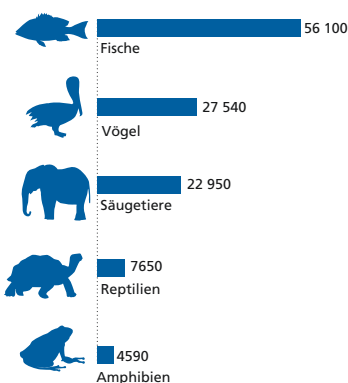 56 100
Fische
27 540
Vögel
22 950
Säugetiere
7650
Reptilien
4590
Amphibien